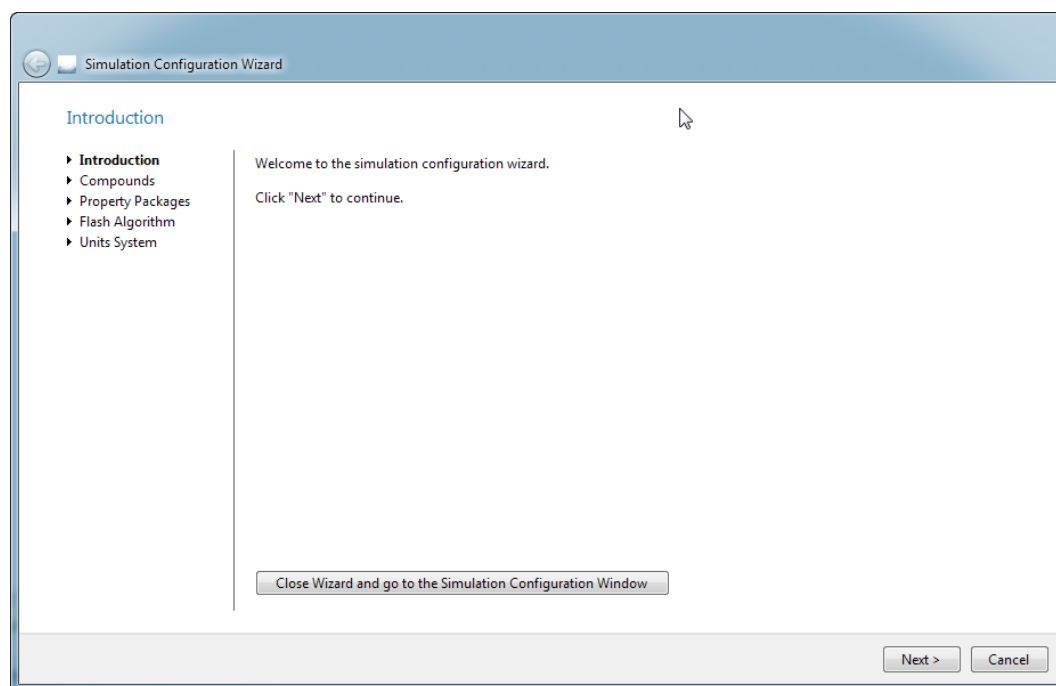 Simulation Configuration Wizard
Introduction
Introduction
Compounds
Property Packages
Flash Algorithm
Units System
Welcome to the simulation configuration wizard.
Click "Next" to continue.
Close Wizard and go to the Simulation Configuration Window
Next >
Cancel